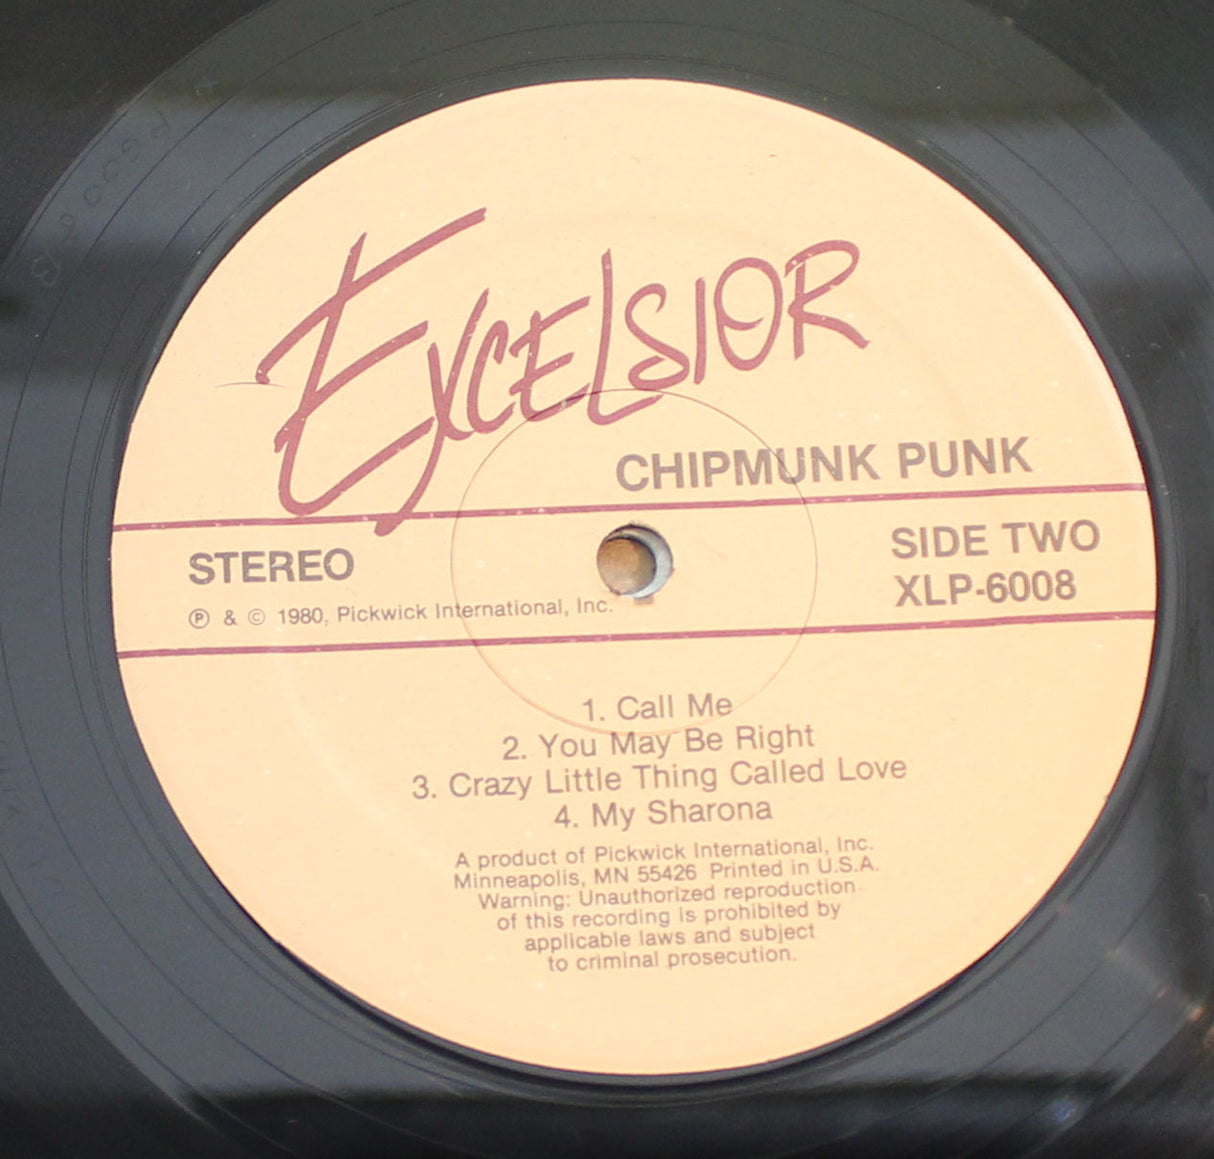 EXCELSIOR
CHIPMUNK PUNK
STEREO
SIDE TWO
XLP-6008
℗ & © 1980, Pickwick International, Inc.
1. Call Me
2. You May Be Right
3. Crazy Little Thing Called Love
4. My Sharona
A product of Pickwick International, Inc.
Minneapolis, MN 55426 Printed in U.S.A.
Warning: Unauthorized reproduction
of this recording is prohibited by
applicable laws and subject
to criminal prosecution.